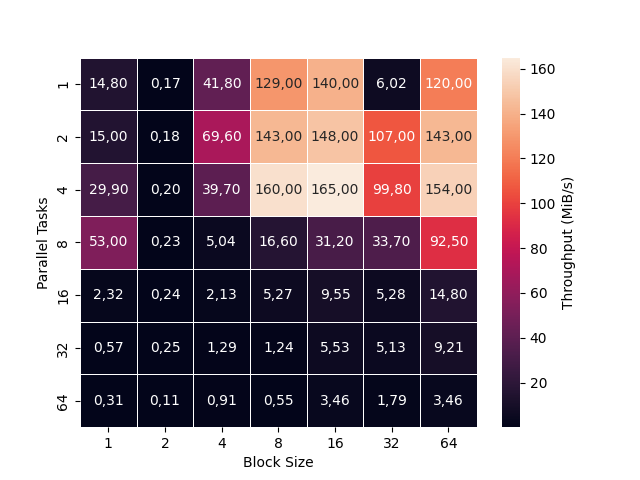 1 14,80 0,17 41,80 129,00 140,00 6,02 120,00
2 15,00 0,18 69,60 143,00 148,00 107,00 143,00
4 29,90 0,20 39,70 160,00 165,00 99,80 154,00
8 53,00 0,23 5,04 16,60 31,20 33,70 92,50
16 2,32 0,24 2,13 5,27 9,55 5,28 14,80
32 0,57 0,25 1,29 1,24 5,53 5,13 9,21
64 0,31 0,11 0,91 0,55 3,46 1,79 3,46
1 2 4 8 16 32 64
Block Size
Parallel Tasks
160
140
120
100
80
60
40
20
Throughput (MiB/s)